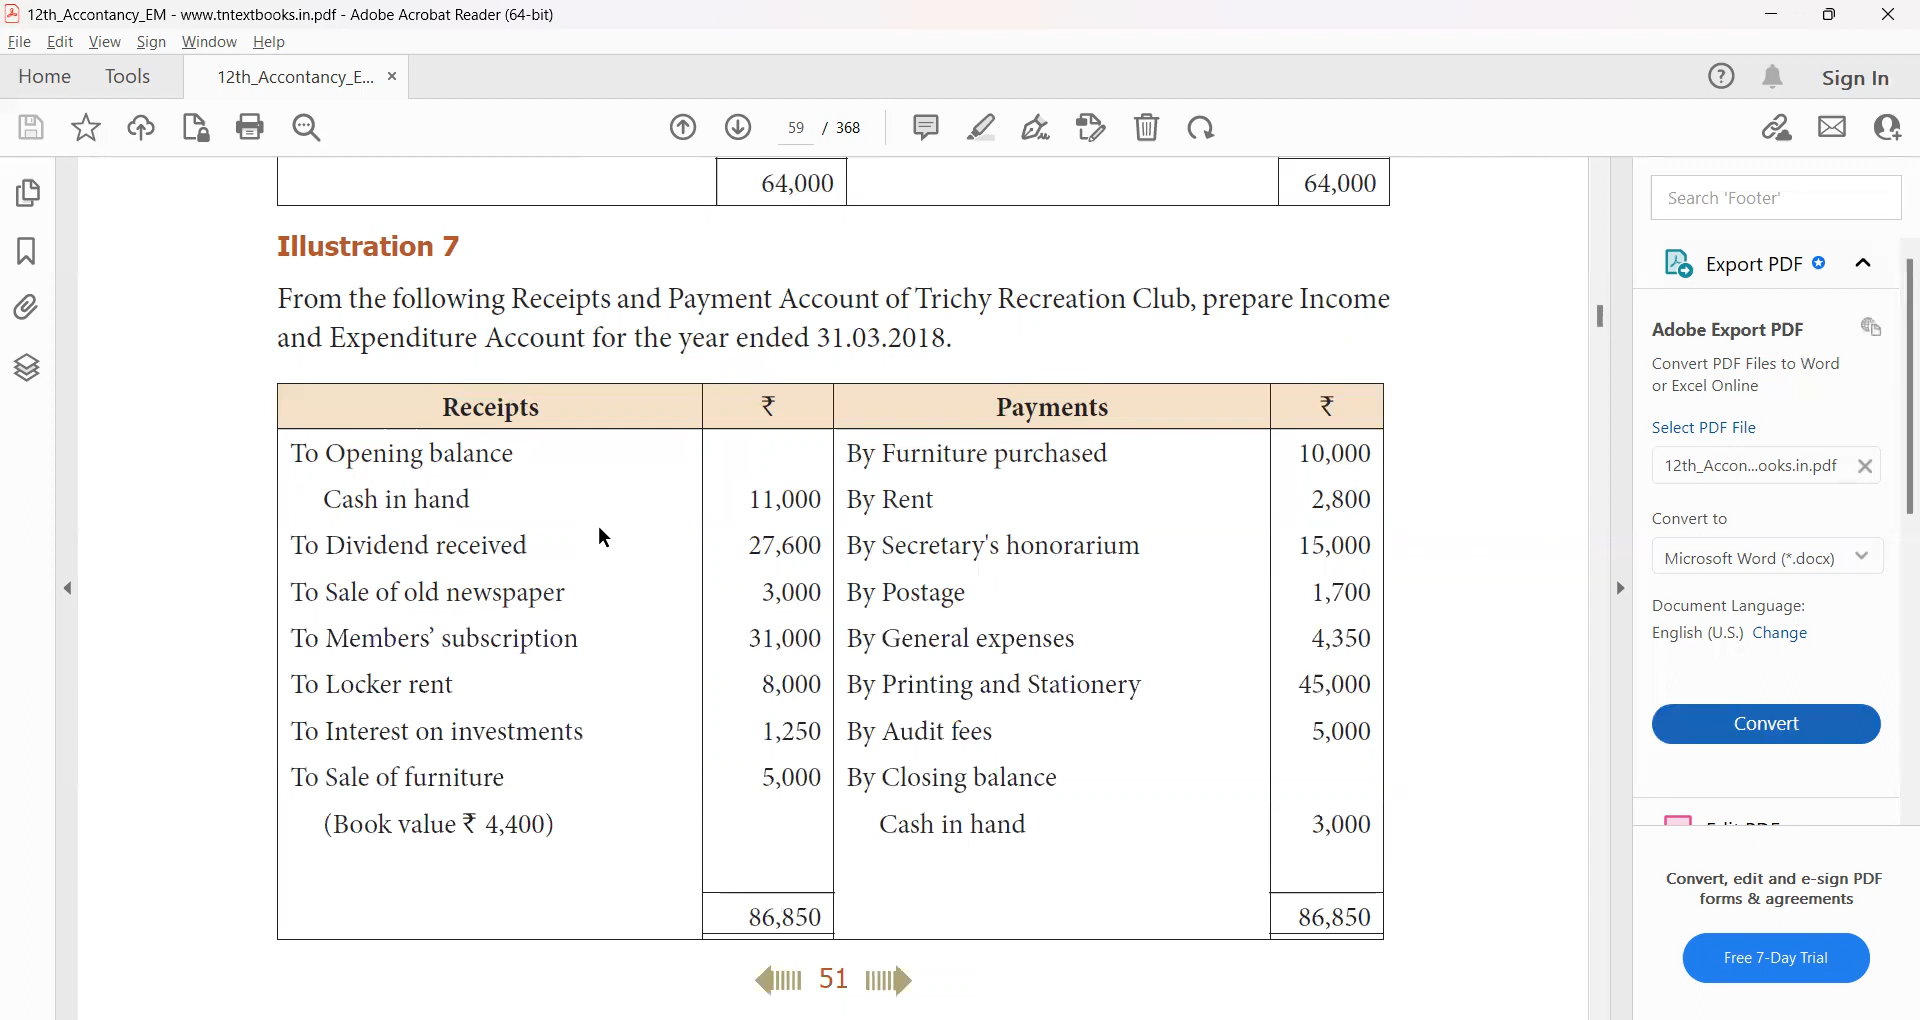 12th_Accontancy_EM - www.tntextbooks.in.pdf - Adobe Acrobat Reader (64-bit)
File Edit View Sign Window Help
Home Tools 12th_Accontancy_E... × Sign In
59 / 368
64,000 64,000
Illustration 7
From the following Receipts and Payment Account of Trichy Recreation Club, prepare Income
and Expenditure Account for the year ended 31.03.2018.
Receipts ₹ Payments ₹
To Opening balance By Furniture purchased 10,000
Cash in hand 11,000 By Rent 2,800
To Dividend received 27,600 By Secretary's honorarium 15,000
To Sale of old newspaper 3,000 By Postage 1,700
To Members’ subscription 31,000 By General expenses 4,350
To Locker rent 8,000 By Printing and Stationery 45,000
To Interest on investments 1,250 By Audit fees 5,000
To Sale of furniture 5,000 By Closing balance
(Book value ₹ 4,400) Cash in hand 3,000
86,850 86,850
51
Search 'Footer'
Export PDF
Adobe Export PDF
Convert PDF Files to Word
or Excel Online
Select PDF File
12th_Accon...ooks.in.pdf
Convert to
Microsoft Word (*.docx)
Document Language:
English (U.S.) Change
Convert
Convert, edit and e-sign PDF
forms & agreements
Free 7-Day Trial